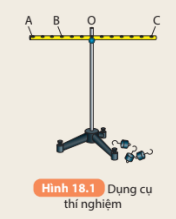 A B O C
Hình 18.1 Dụng cụ
thí nghiệm